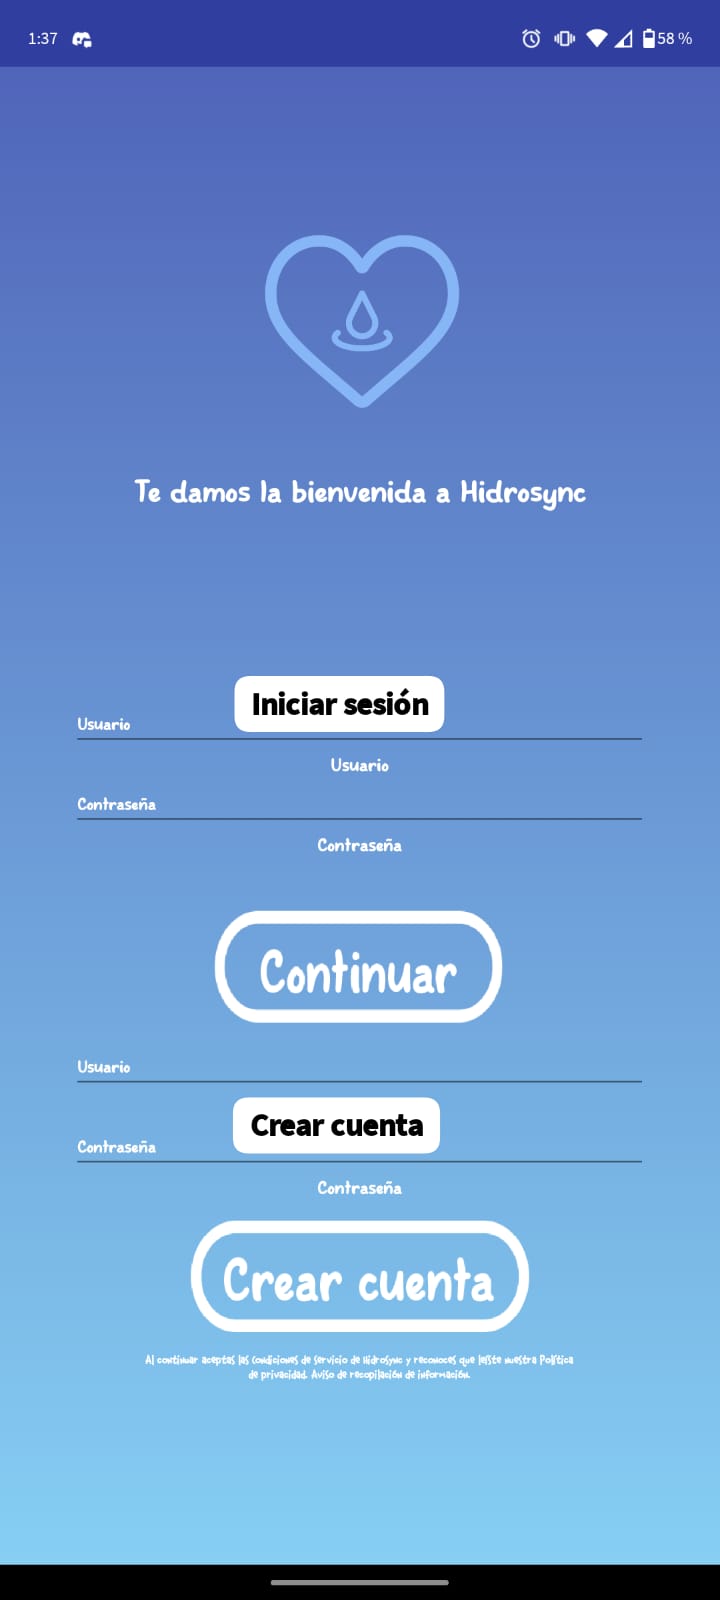 1:37
58 %
Te damos la bienvenida a Hidrosync
Iniciar sesión
Usuario
Usuario
Contraseña
Contraseña
Continuar
Usuario
Crear cuenta
Contraseña
Contraseña
Crear cuenta
Al continuar aceptas las Condiciones de Servicio de Hidrosync y reconoces que leíste nuestra Política
de privacidad. Aviso de recopilación de información.